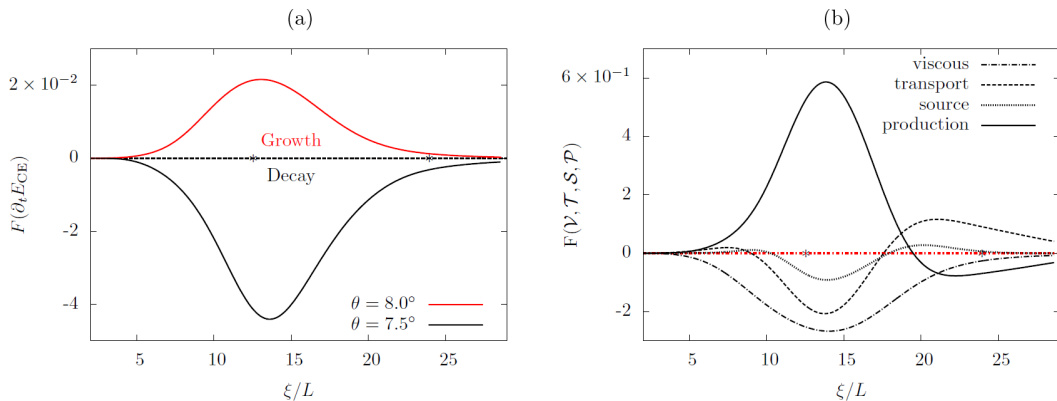 (a)
2 × 10⁻²
0
-2
-4
F(∂ₜE_CE)
Growth
Decay
θ = 8.0°
θ = 7.5°
5 10 15 20 25
ξ/L
(b)
6 × 10⁻¹
4
2
0
-2
F(𝒱, 𝒯, 𝒮, 𝒫)
viscous
transport
source
production
5 10 15 20 25
ξ/L